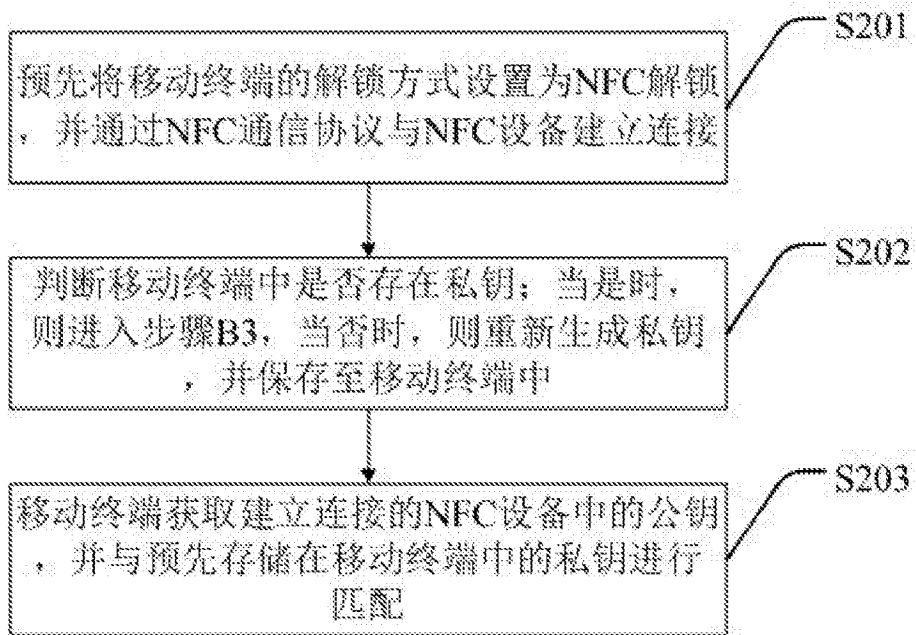 S201
预先将移动终端的解锁方式设置为NFC解锁
，并通过NFC通信协议与NFC设备建立连接
S202
判断移动终端中是否存在私钥；当是时，
则进入步骤B3，当否时，则重新生成私钥
，并保存至移动终端中
S203
移动终端获取建立连接的NFC设备中的公钥
，并与预先存储在移动终端中的私钥进行
匹配